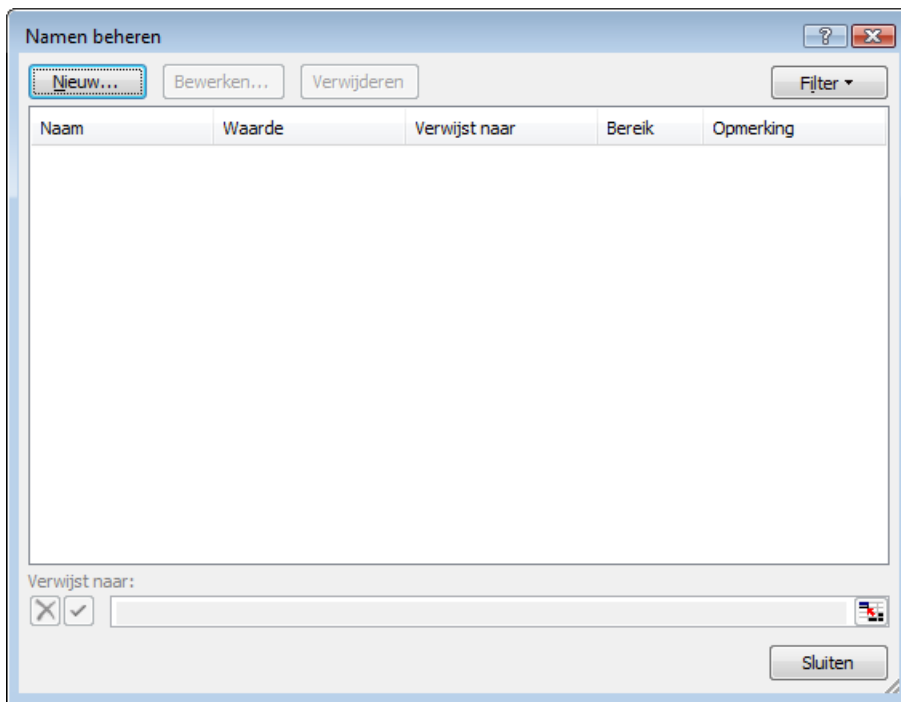 Namen beheren
Nieuw... Bewerken... Verwijderen Filter
Naam Waarde Verwijst naar Bereik Opmerking
Verwijst naar:
Sluiten